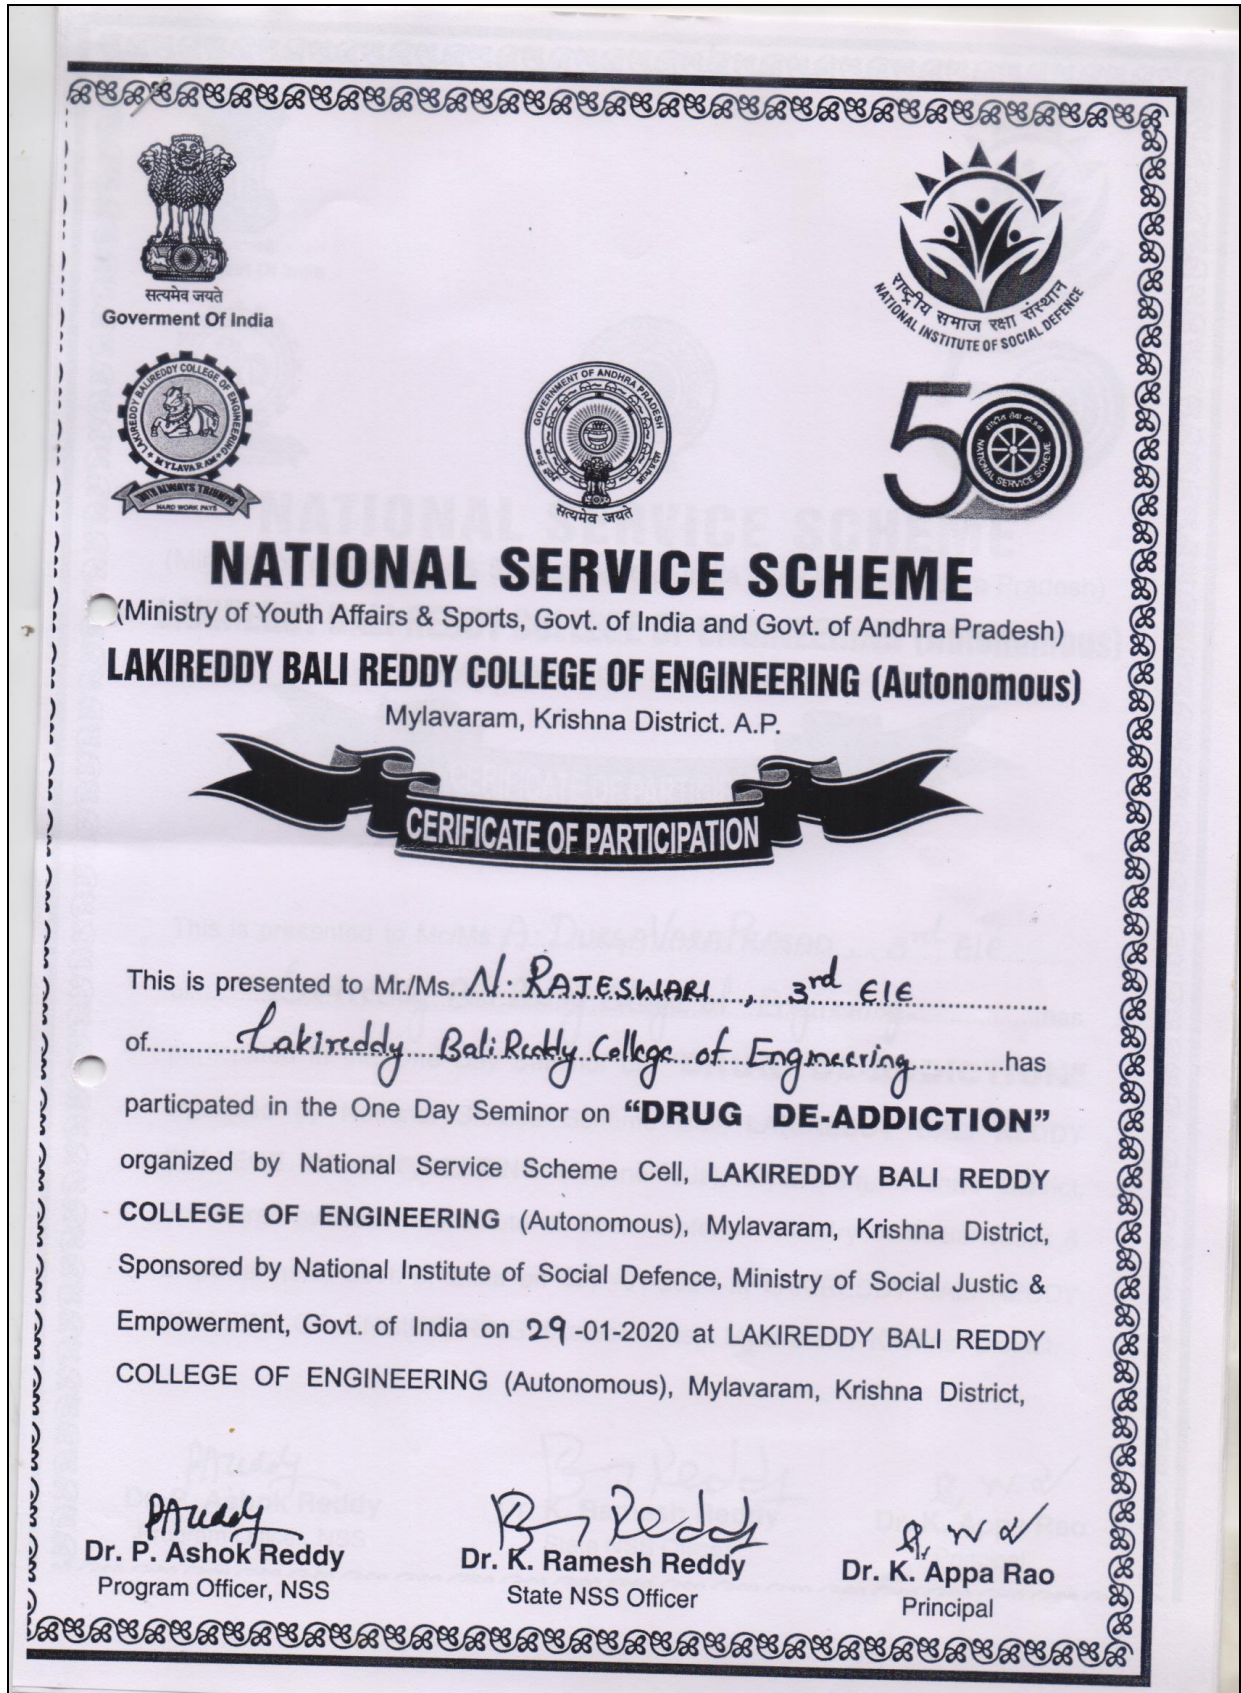 सत्यमेव जयते
Goverment Of India
राष्ट्रीय समाज रक्षा संस्थान
NATIONAL INSTITUTE OF SOCIAL DEFENCE
LAKIREDDY BALIREDDY COLLEGE OF ENGINEERING
* MYLAVARAM *
TRUTH ALWAYS TRIUMPHS
HARD WORK PAYS
GOVERNMENT OF ANDHRA PRADESH
सत्यमेव जयते
50
राष्ट्रीय सेवा योजना
NATIONAL SERVICE SCHEME
NATIONAL SERVICE SCHEME
(Ministry of Youth Affairs & Sports, Govt. of India and Govt. of Andhra Pradesh)
LAKIREDDY BALI REDDY COLLEGE OF ENGINEERING (Autonomous)
Mylavaram, Krishna District. A.P.
CERIFICATE OF PARTICIPATION
This is presented to Mr./Ms. N. RAJESWARI, 3rd EIE
of Lakireddy Bali Reddy College of Engineering has
particpated in the One Day Seminor on “DRUG DE-ADDICTION”
organized by National Service Scheme Cell, LAKIREDDY BALI REDDY
COLLEGE OF ENGINEERING (Autonomous), Mylavaram, Krishna District,
Sponsored by National Institute of Social Defence, Ministry of Social Justic &
Empowerment, Govt. of India on 29-01-2020 at LAKIREDDY BALI REDDY
COLLEGE OF ENGINEERING (Autonomous), Mylavaram, Krishna District,
PAreddy
Dr. P. Ashok Reddy
Program Officer, NSS
Dr. K. Ramesh Reddy
State NSS Officer
Dr. K. Appa Rao
Principal